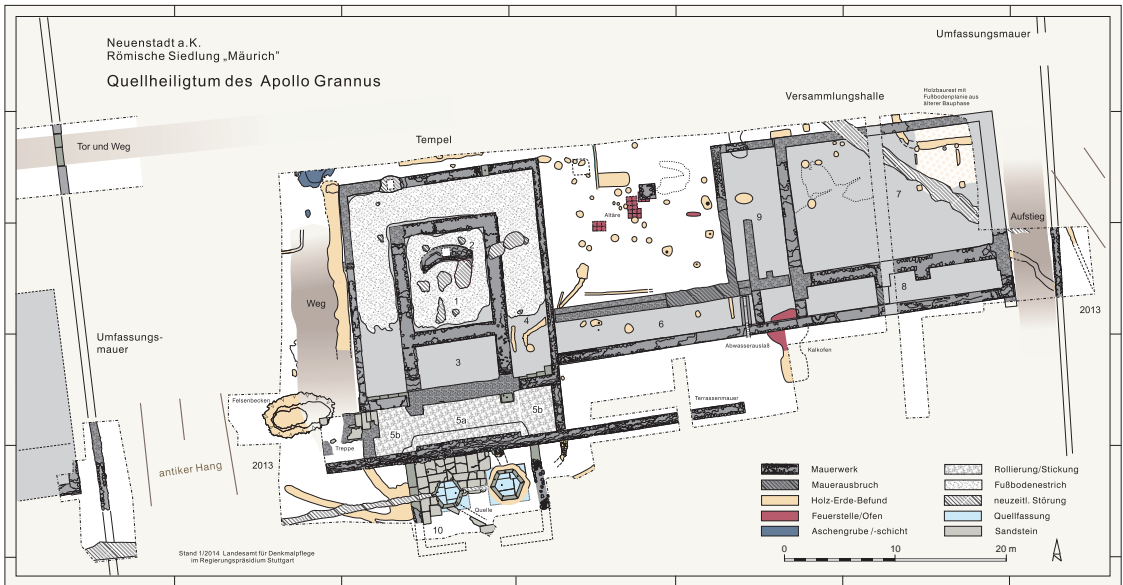 Neuenstadt a.K.
Römische Siedlung „Mäurich"
Quellheiligtum des Apollo Grannus
Umfassungsmauer
Versammlungshalle
Holzbaurest mit
Fußbodenplanie aus
älterer Bauphase
Tempel
Tor und Weg
Altäre
7
9
Aufstieg
2
Weg
1
8
4
6
2013
Umfassungs-
mauer
Abwasserauslaß
Kalkofen
3
Felsenbecken
Terrassenmauer
5b
5a
5b
Treppe
antiker Hang
2013
Quelle
10
Mauerwerk
Mauerausbruch
Holz-Erde-Befund
Feuerstelle/Ofen
Aschengrube /-schicht
Rollierung/Stickung
Fußbodenestrich
neuzeitl. Störung
Quellfassung
Sandstein
0 10 20 m
Stand 1/2014 Landesamt für Denkmalpflege
im Regierungspräsidium Stuttgart